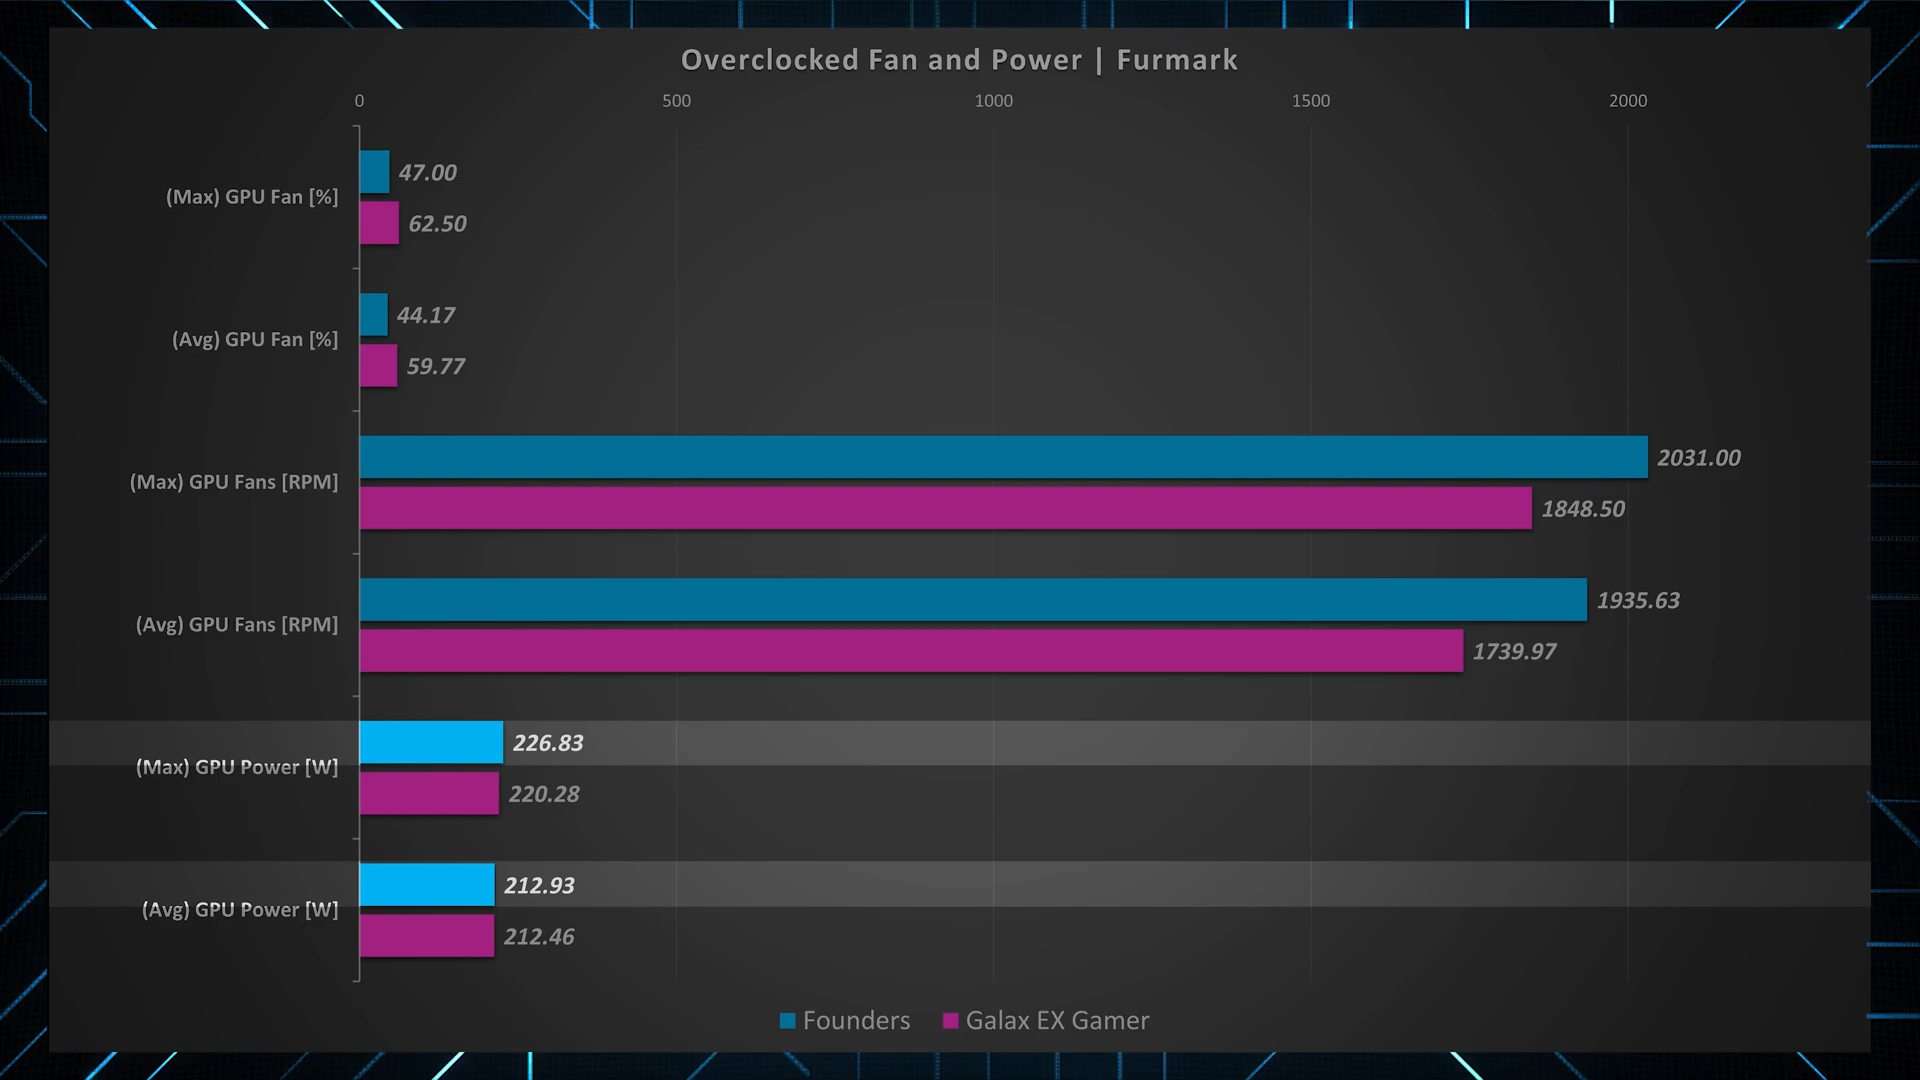 Overclocked Fan and Power | Furmark
0 500 1000 1500 2000
(Max) GPU Fan [%]
47.00
62.50
(Avg) GPU Fan [%]
44.17
59.77
(Max) GPU Fans [RPM]
2031.00
1848.50
(Avg) GPU Fans [RPM]
1935.63
1739.97
(Max) GPU Power [W]
226.83
220.28
(Avg) GPU Power [W]
212.93
212.46
Founders Galax EX Gamer